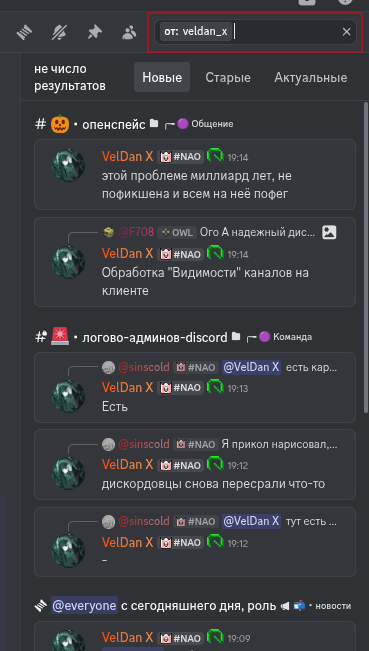 от: veldan_x
не число
результатов
Новые Старые Актуальные
# 🎃 • опенспейс Общение
VelDan X #NAO 19:14
этой проблеме миллиард лет, не
пофикшена и всем на неё пофег
@F708 OWL Ого А надежный дис...
VelDan X #NAO 19:14
Обработка "Видимости" каналов на
клиенте
# 🚨 • логово-админов-discord Команда
@sinscold #NAO @VelDan X есть кар...
VelDan X #NAO 19:13
Есть
@sinscold #NAO Я прикол нарисовал,...
VelDan X #NAO 19:12
дискордовцы снова пересрали что-то
@sinscold #NAO @VelDan X тут есть ...
VelDan X #NAO 19:12
-
@everyone с сегодняшнего дня, роль 📢 📬 • новости
VelDan X #NAO 19:09